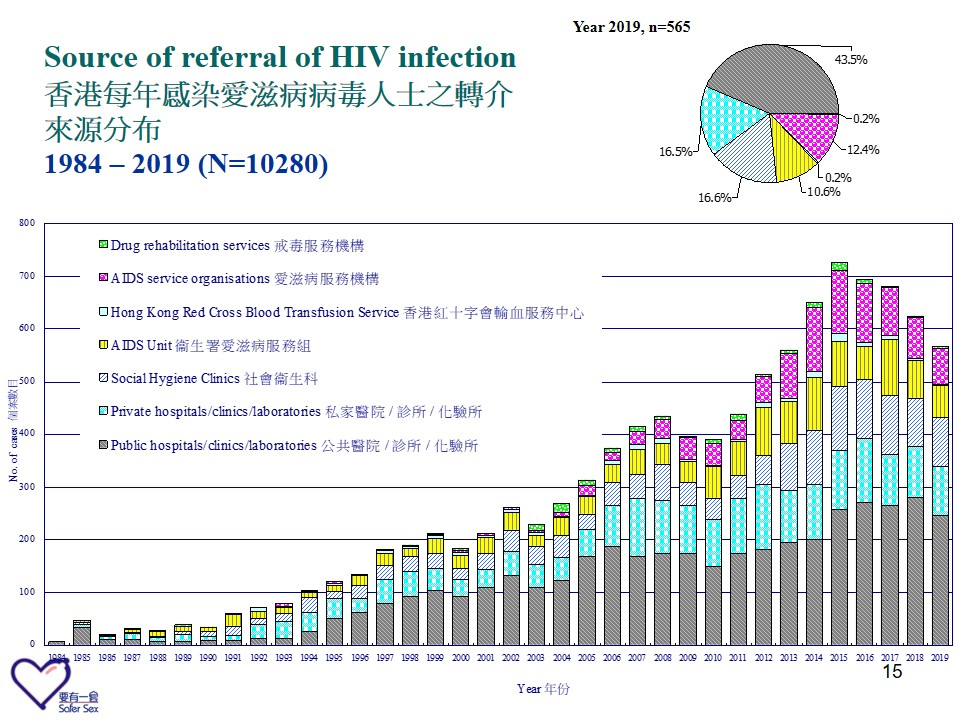 Year 2019, n=565
Source of referral of HIV infection
香港每年感染愛滋病病毒人士之轉介
來源分布
1984 – 2019 (N=10280)
43.5%
0.2%
12.4%
0.2%
10.6%
16.6%
16.5%
800
700
600
500
400
300
200
100
0
No. of cases 個案數目
Drug rehabilitation services 戒毒服務機構
AIDS service organisations 愛滋病服務機構
Hong Kong Red Cross Blood Transfusion Service 香港紅十字會輸血服務中心
AIDS Unit 衞生署愛滋病服務組
Social Hygiene Clinics 社會衞生科
Private hospitals/clinics/laboratories 私家醫院 / 診所 / 化驗所
Public hospitals/clinics/laboratories 公共醫院 / 診所 / 化驗所
1984 1985 1986 1987 1988 1989 1990 1991 1992 1993 1994 1995 1996 1997 1998 1999 2000 2001 2002 2003 2004 2005 2006 2007 2008 2009 2010 2011 2012 2013 2014 2015 2016 2017 2018 2019
Year 年份
15
要有一套
Safer Sex